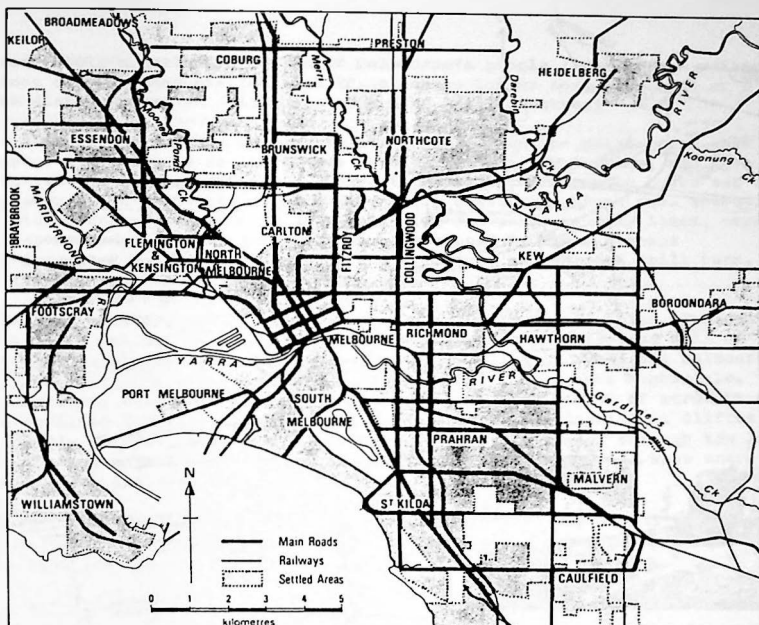 BROADMEADOWS
KEILOR
COBURG
PRESTON
HEIDELBERG
Merri
Ck
Darebin
Ck
RIVER
Moonee
Ponds
Ck
ESSENDON
BRUNSWICK
NORTHCOTE
Koonung
Ck
YARRA
BRAYBROOK
MARIBYRNONG
R
FLEMINGTON
&
KENSINGTON
NORTH
MELBOURNE
CARLTON
FITZROY
COLLINGWOOD
KEW
BOROONDARA
FOOTSCRAY
YARRA
MELBOURNE
RICHMOND
HAWTHORN
RIVER
Gardiners
Ck
PORT MELBOURNE
SOUTH
MELBOURNE
PRAHRAN
MALVERN
WILLIAMSTOWN
N
ST KILDA
CAULFIELD
Main Roads
Railways
Settled Areas
0 1 2 3 4 5
kilometres